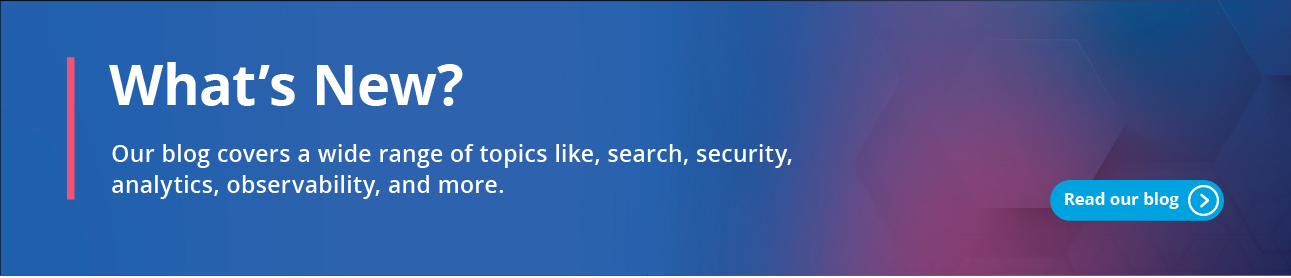 What’s New?
Our blog covers a wide range of topics like, search, security,
analytics, observability, and more.
Read our blog